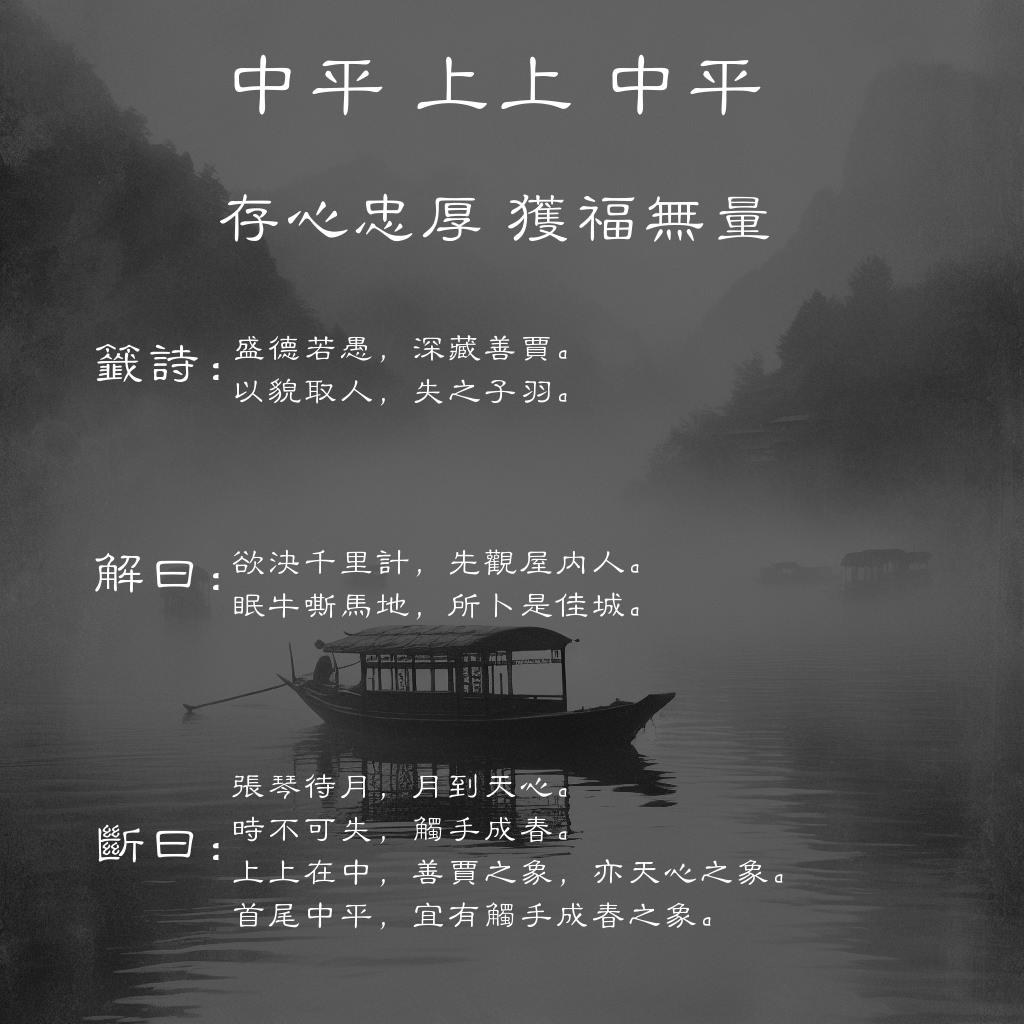 中平 上上 中平
存心忠厚 獲福無量
籤詩：
盛德若愚，深藏善賈。
以貌取人，失之子羽。
解曰：
欲決千里計，先觀屋內人。
眠牛嘶馬地，所卜是佳城。
斷曰：
張琴待月，月到天心。
時不可失，觸手成春。
上上在中，善賈之象，亦天心之象。
首尾中平，宜有觸手成春之象。